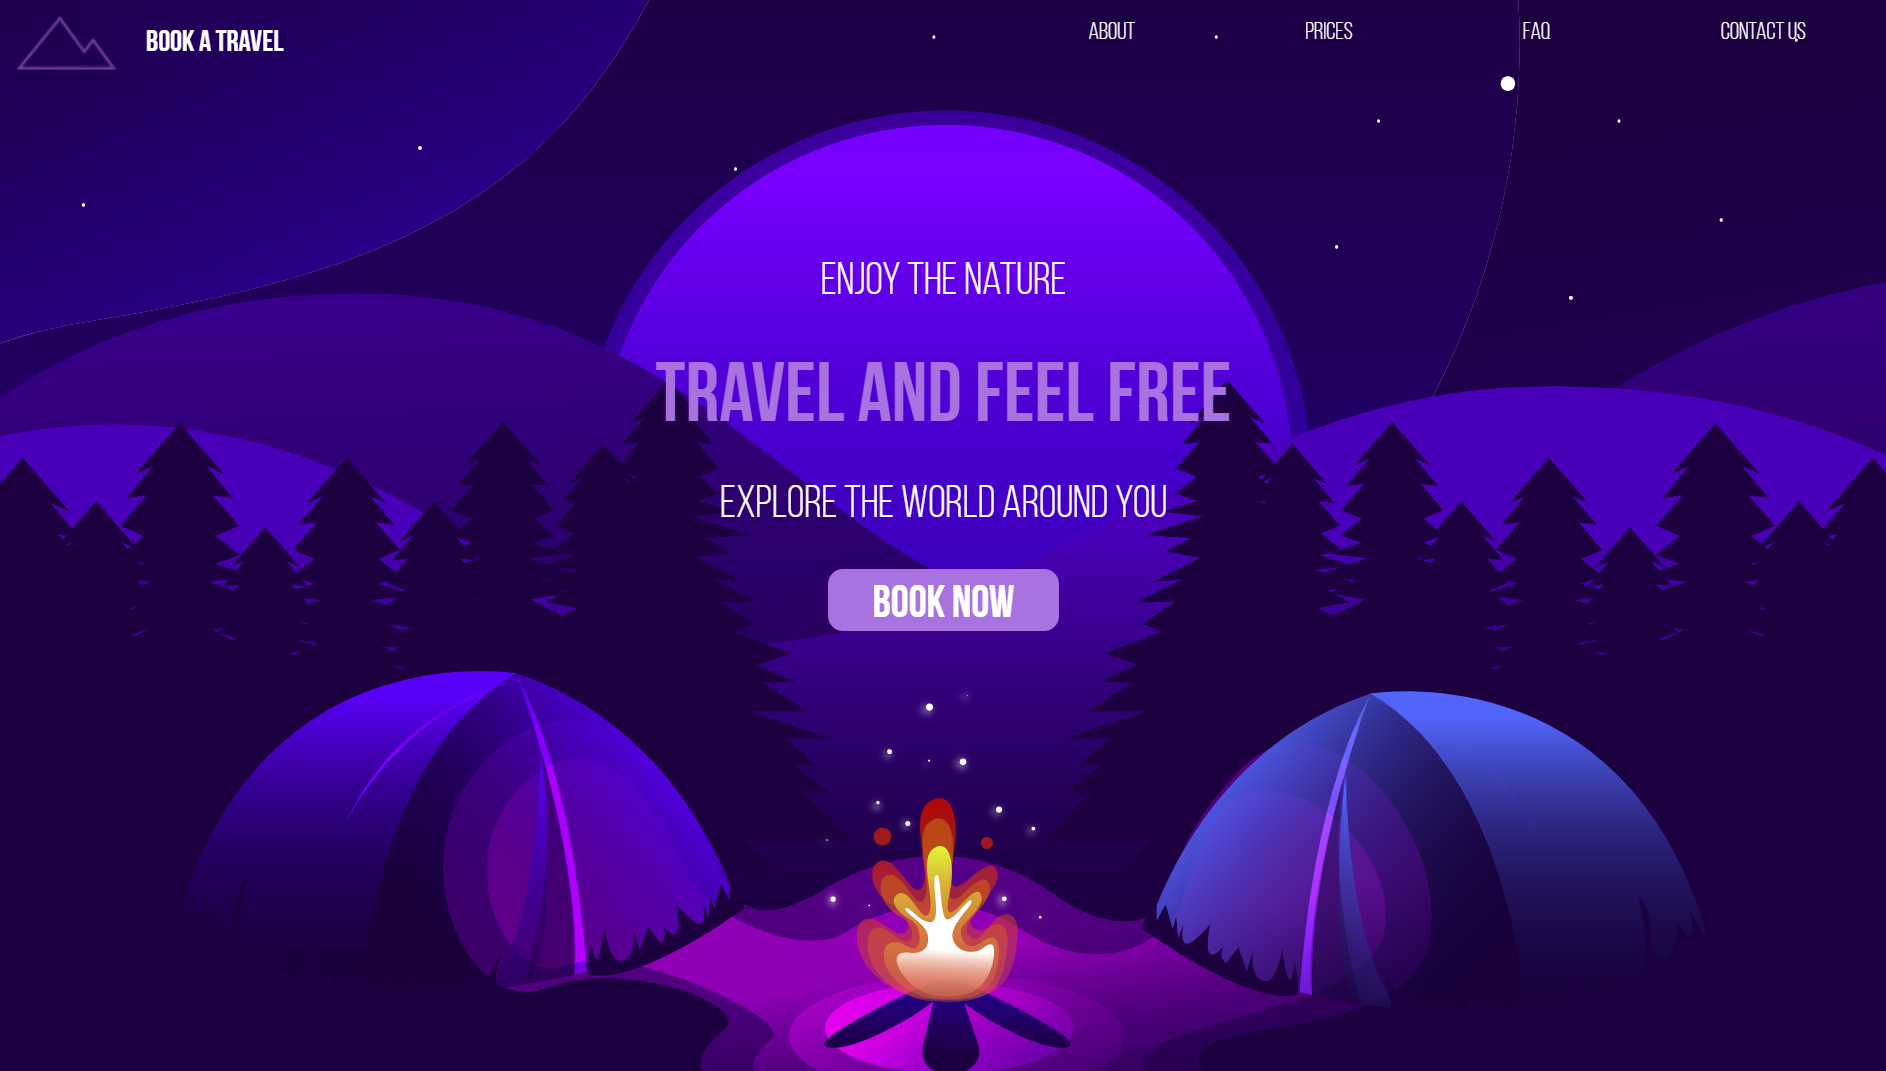 BOOK A TRAVEL
ABOUT
PRICES
FAQ
CONTACT US
ENJOY THE NATURE
TRAVEL AND FEEL FREE
EXPLORE THE WORLD AROUND YOU
BOOK NOW